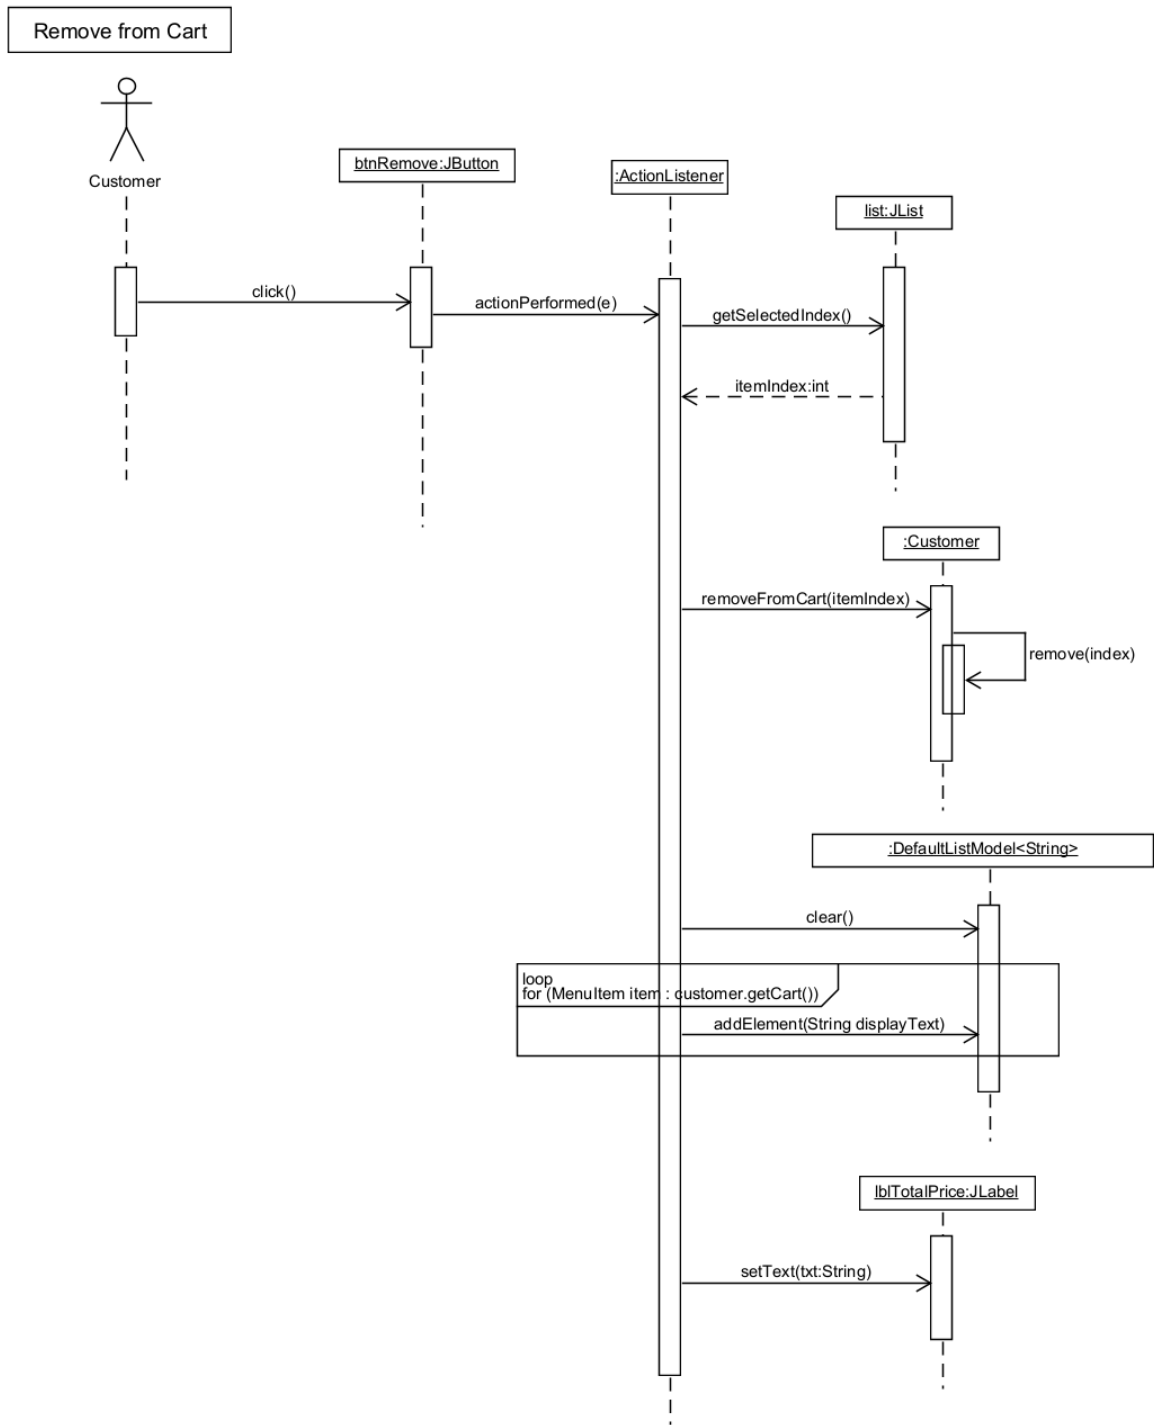 Remove from Cart
Customer
btnRemove:JButton
:ActionListener
list:JList
click()
actionPerformed(e)
getSelectedIndex()
itemIndex:int
:Customer
removeFromCart(itemIndex)
remove(index)
:DefaultListModel<String>
clear()
loop
for (MenuItem item : customer.getCart())
addElement(String displayText)
lblTotalPrice:JLabel
setText(txt:String)